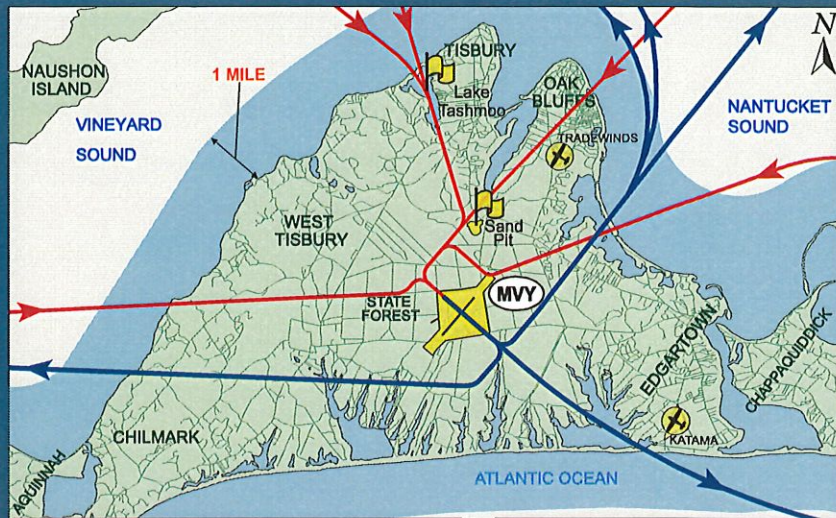 NAUSHON
ISLAND
1 MILE
VINEYARD
SOUND
TISBURY
Lake
Tashmoo
OAK
BLUFFS
TRADEWINDS
N
NANTUCKET
SOUND
WEST
TISBURY
Sand
Pit
STATE
FOREST
MVY
EDGARTOWN
CHAPPAQUIDDICK
KATAMA
CHILMARK
AQUINNAH
ATLANTIC OCEAN